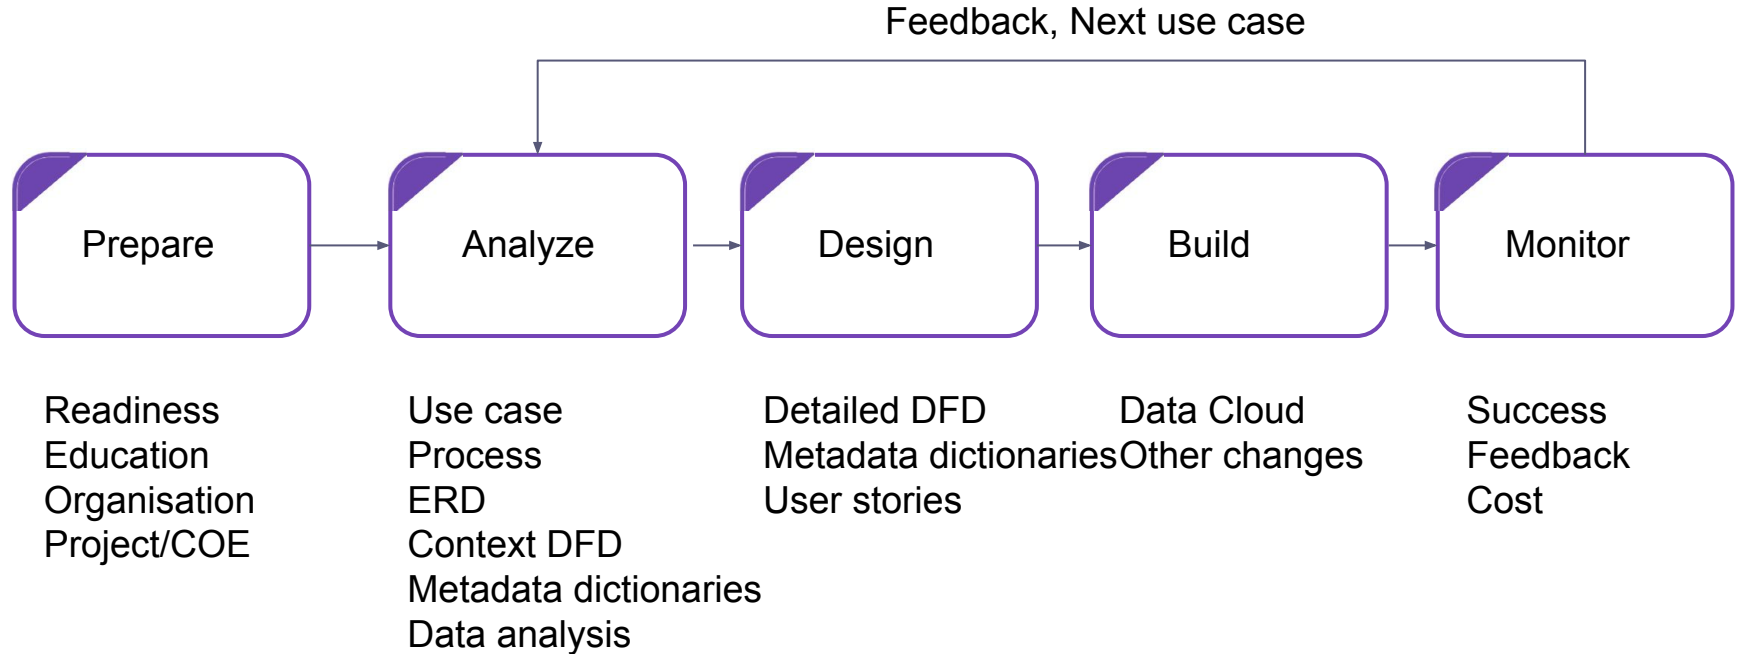 Feedback, Next use case
Prepare
Analyze
Design
Build
Monitor
Readiness
Education
Organisation
Project/COE
Use case
Process
ERD
Context DFD
Metadata dictionaries
Data analysis
Detailed DFD
Metadata dictionaries
User stories
Data Cloud
Other changes
Success
Feedback
Cost